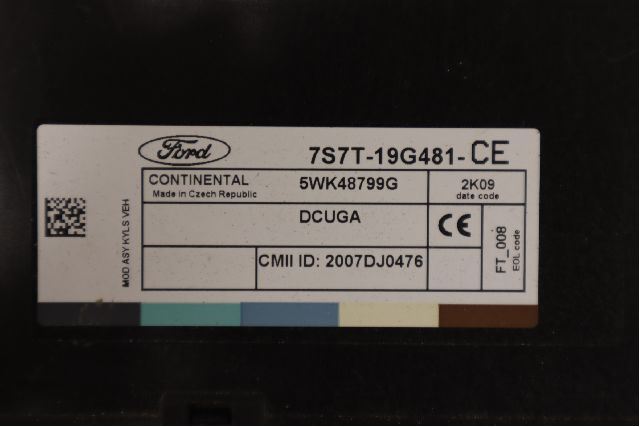 Ford
7S7T-19G481-CE
CONTINENTAL
Made in Czech Republic
5WK48799G
2K09
date code
DCUGA
CE
FT_008
EOL code
CMII ID: 2007DJ0476
MOD ASY KYLS VEH